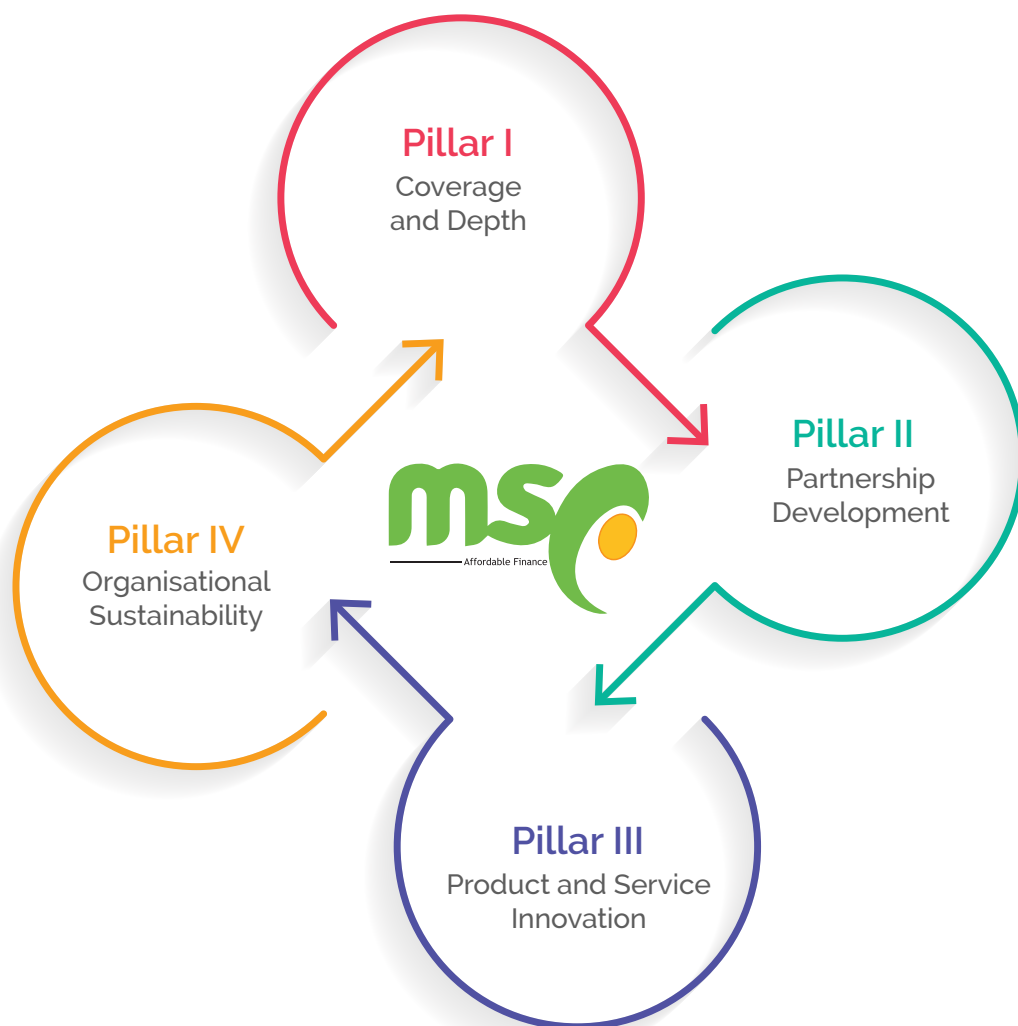 Pillar I
Coverage
and Depth
Pillar II
Partnership
Development
Pillar III
Product and Service
Innovation
Pillar IV
Organisational
Sustainability
msc
Affordable Finance